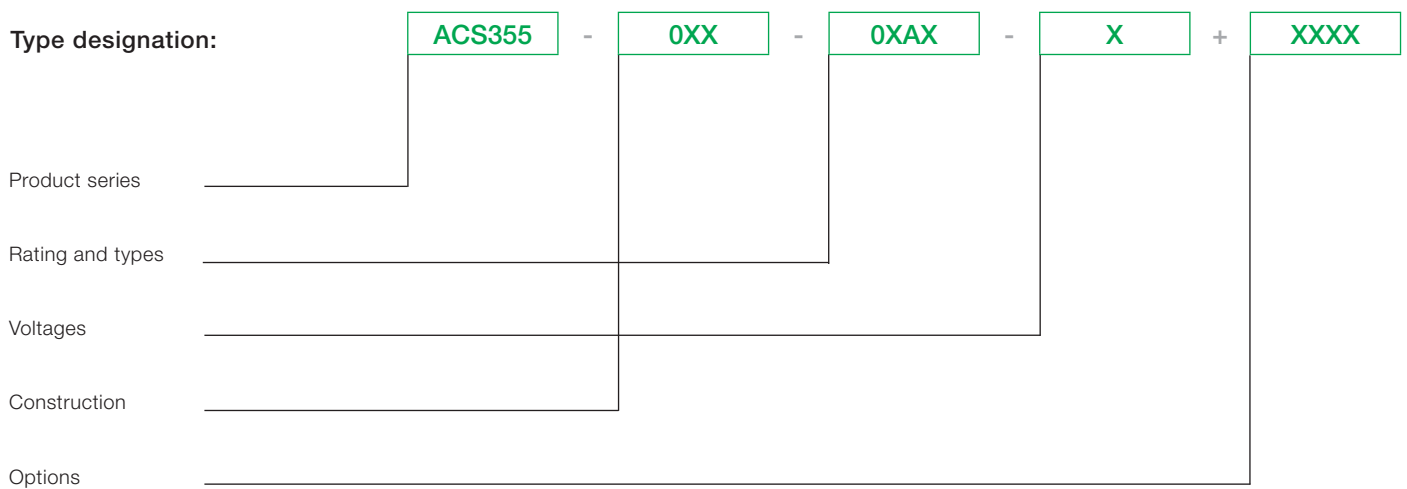 Type designation: ACS355 - 0XX - 0XAX - X + XXXX
Product series
Rating and types
Voltages
Construction
Options